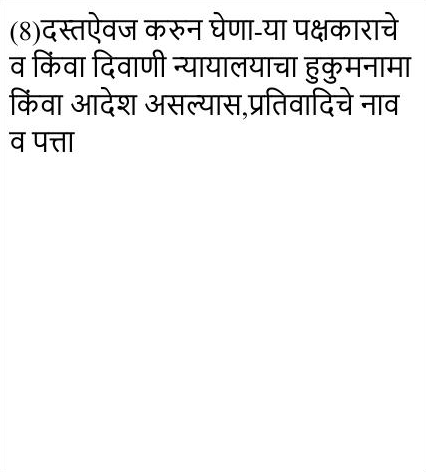 (8)दस्तऐवज करुन घेणा-या पक्षकाराचे
व किंवा दिवाणी न्यायालयाचा हुकुमनामा
किंवा आदेश असल्यास,प्रतिवादिचे नाव
व पत्ता